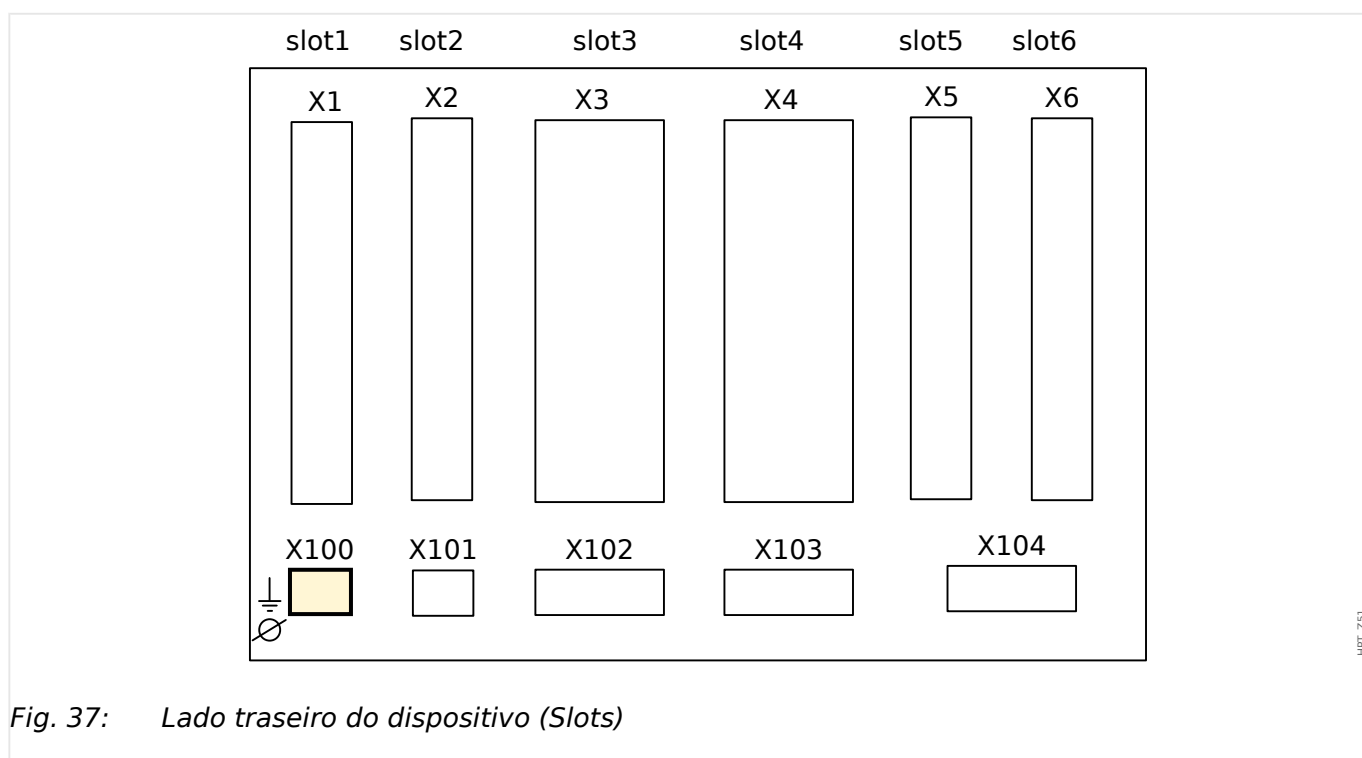 slot1 slot2 slot3 slot4 slot5 slot6
X1 X2 X3 X4 X5 X6
X100 X101 X102 X103 X104
Fig. 37: Lado traseiro do dispositivo (Slots)